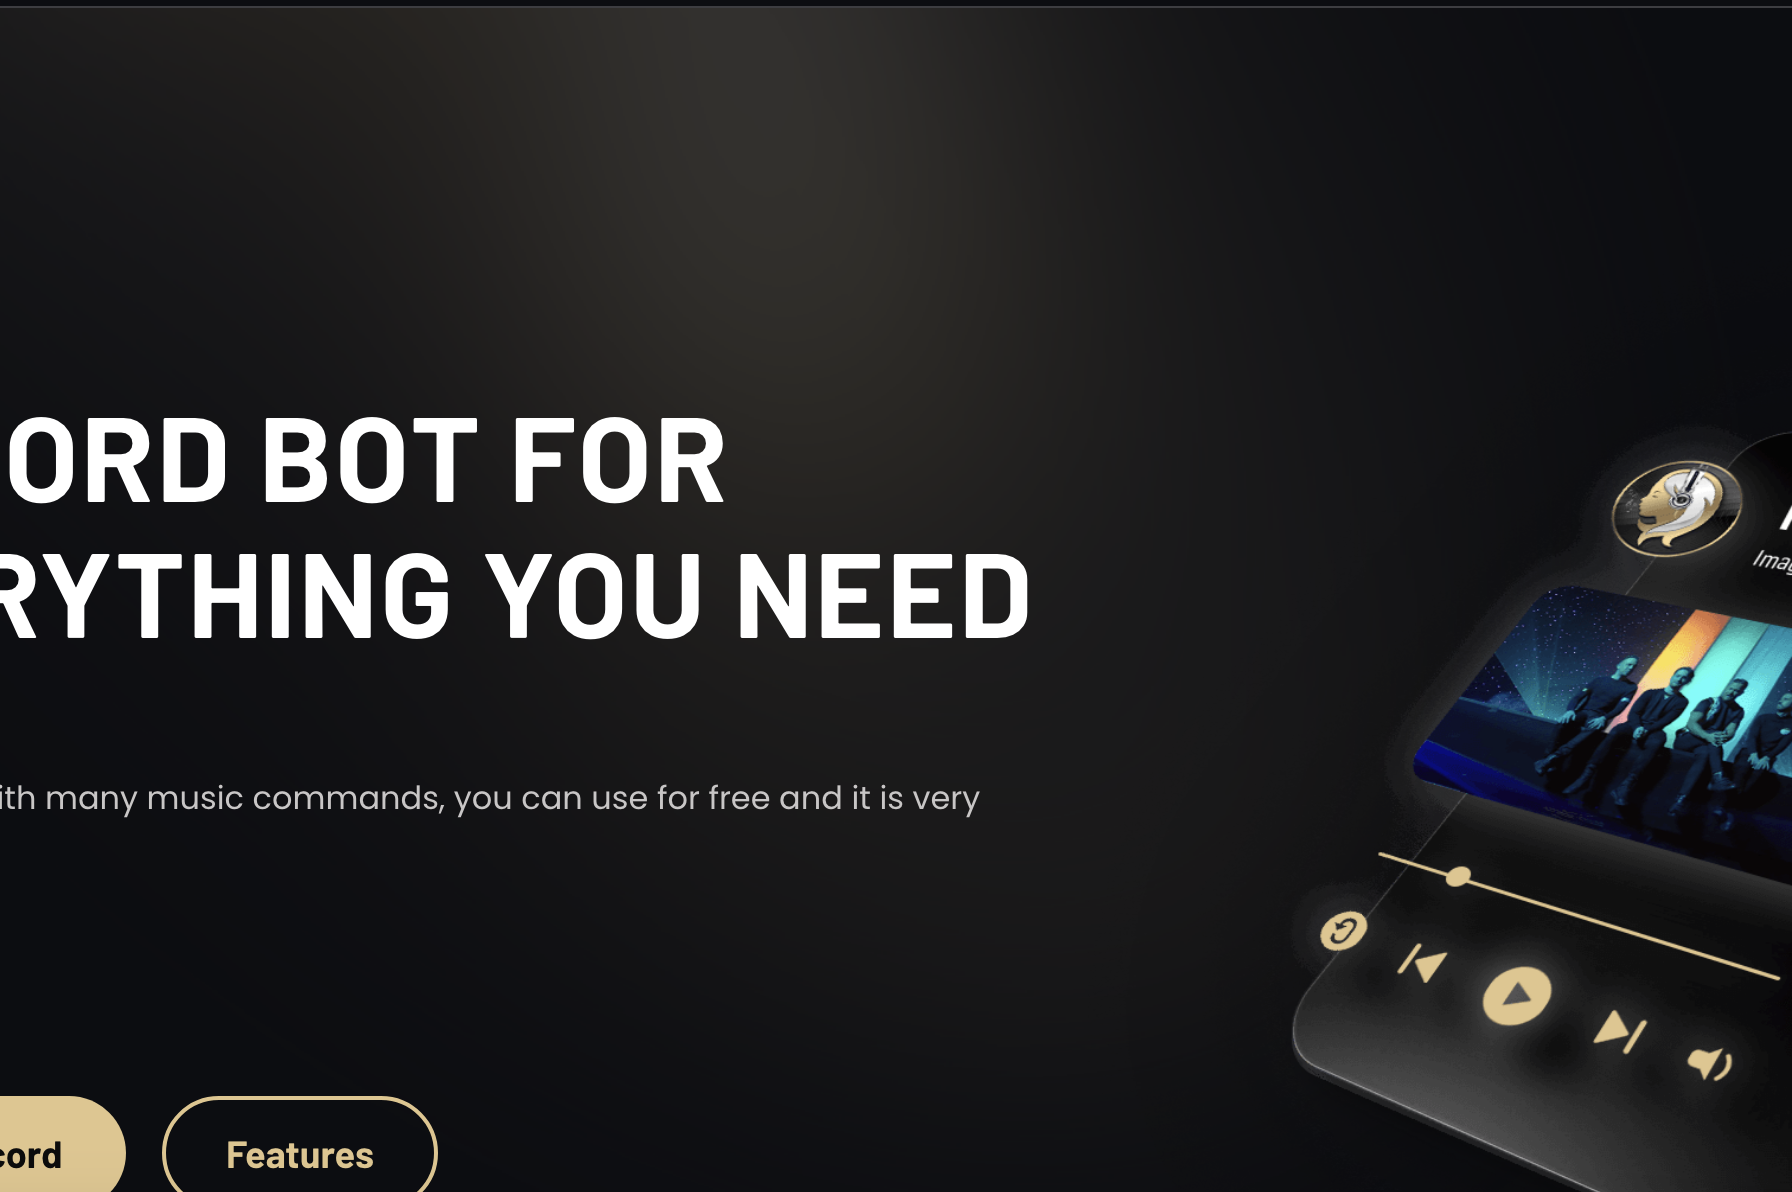 ORD BOT FOR
RYTHING YOU NEED
ith many music commands, you can use for free and it is very
cord
Features
Imag